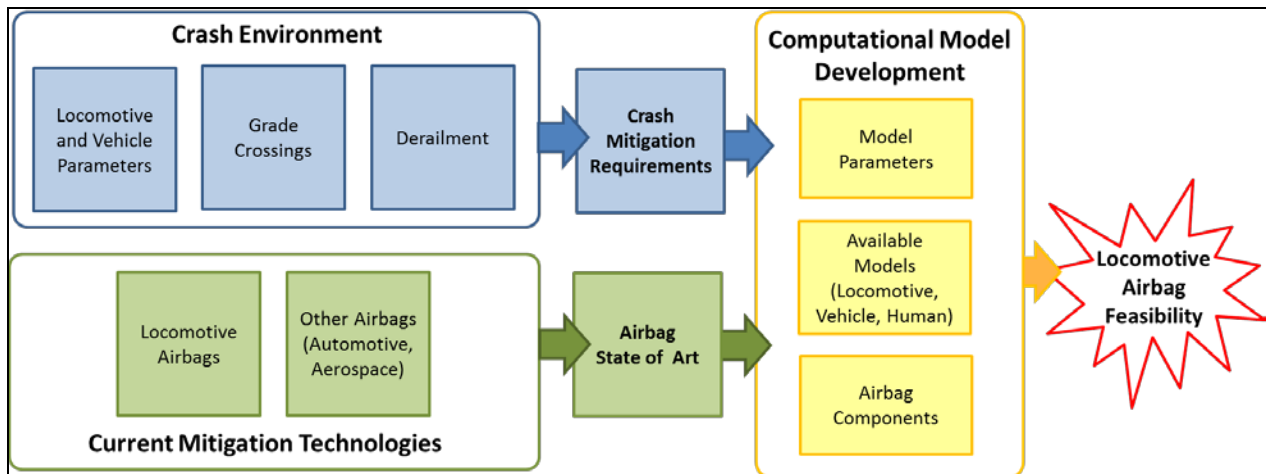 Crash Environment
Locomotive
and Vehicle
Parameters
Grade
Crossings
Derailment
Crash
Mitigation
Requirements
Locomotive
Airbags
Other Airbags
(Automotive,
Aerospace)
Current Mitigation Technologies
Airbag
State of Art
Computational Model
Development
Model
Parameters
Available
Models
(Locomotive,
Vehicle, Human)
Airbag
Components
Locomotive
Airbag
Feasibility